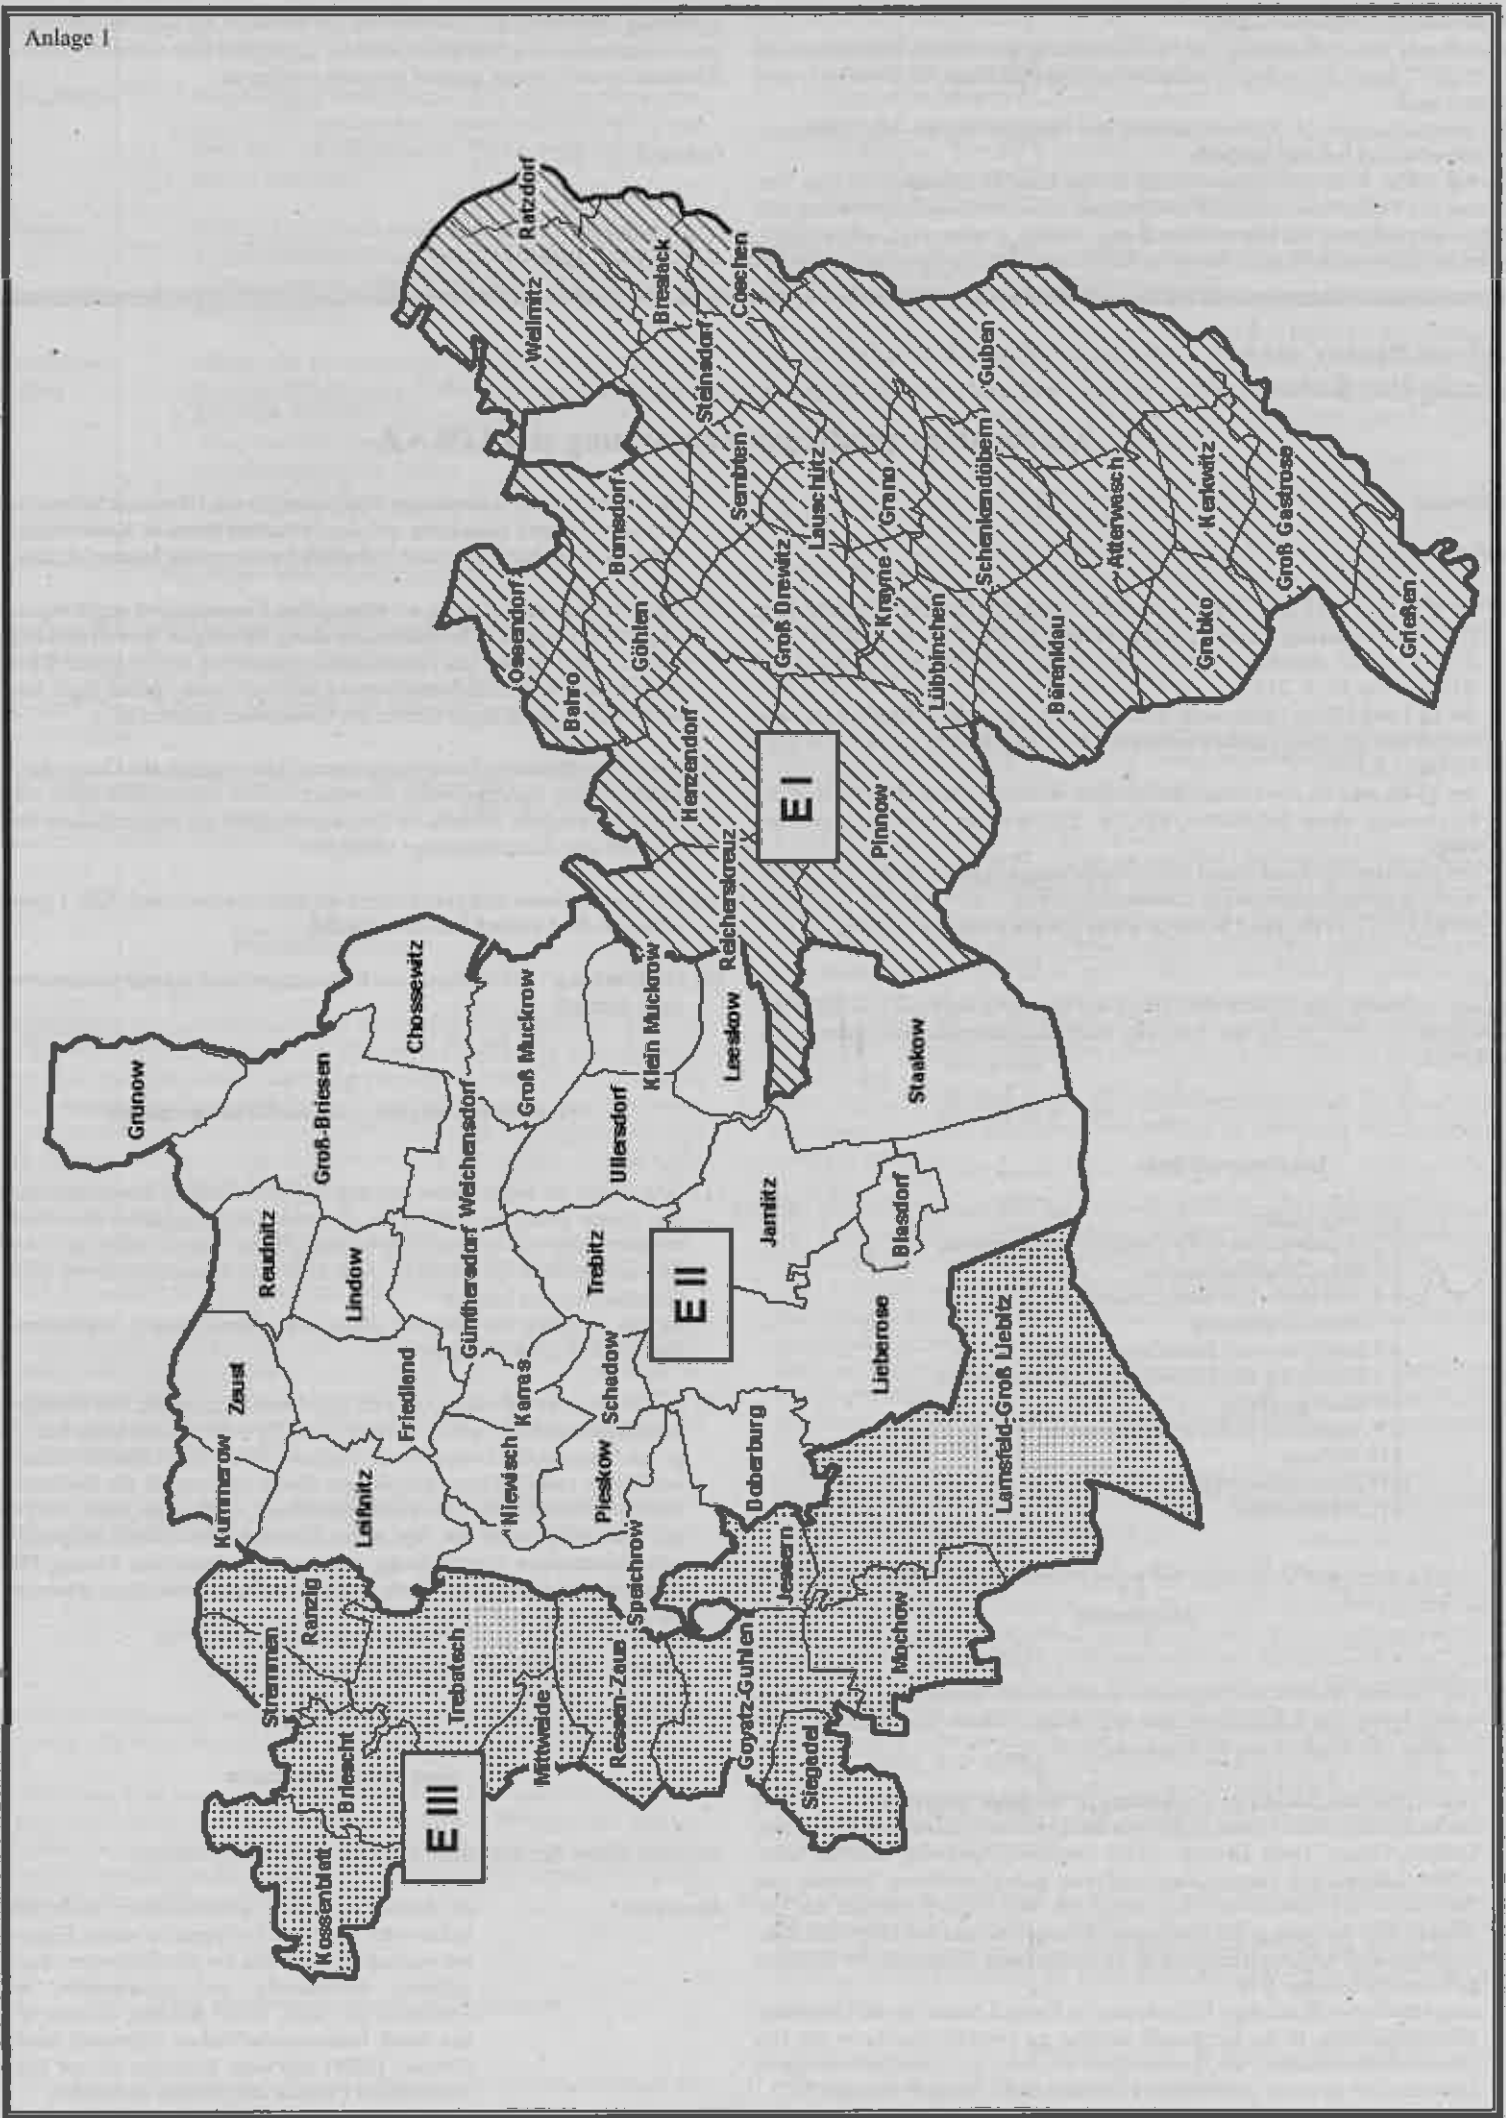 Anlage 1
Ratzdorf
Wellmitz
Breslack
Coschen
Steinsdorf
Guben
Bomsdorf
Sembten
Lauschütz
Grano
Schenkendöbern
Atterwasch
Kerkwitz
Groß Gastrose
Grießen
Ossendorf
Bahro
Göhlen
Groß Drewitz
Krayne
Lübbinchen
Bärenklau
Grabko
Henzendorf
E I
Pinnow
Reicherskreuz
Grunow
Chossewitz
Groß Muckrow
Klein Muckrow
Leeskow
Staakow
Groß-Briesen
Weichensdorf
Ullersdorf
Jamlitz
Blasdorf
Reudnitz
Lindow
Günthersdorf
Trebitz
E II
Lieberose
Zeust
Friedland
Karras
Schadow
Doberburg
Lamsfeld-Groß Liebitz
Kummerow
Leißnitz
Niewisch
Pieskow
Speichrow
Jessern
Mochow
Ranzig
Stremmen
Trebatsch
Mittweide
Ressen-Zaue
Goyatz-Guhlen
Siegadel
Briescht
E III
Kossenblatt